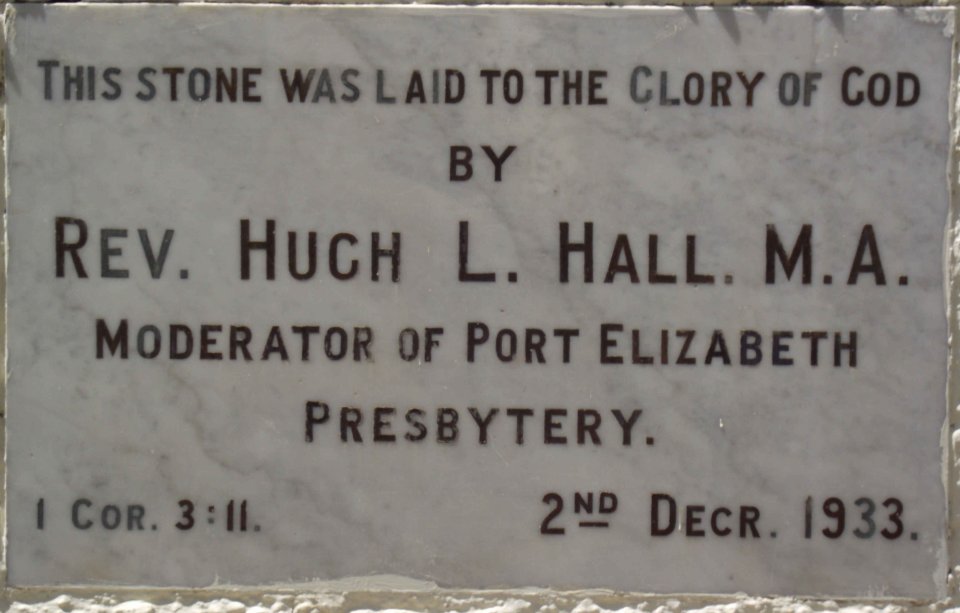 THIS STONE WAS LAID TO THE GLORY OF GOD
BY
REV. HUGH L. HALL. M.A.
MODERATOR OF PORT ELIZABETH
PRESBYTERY.
1 COR. 3:11. 2ND DECR. 1933.